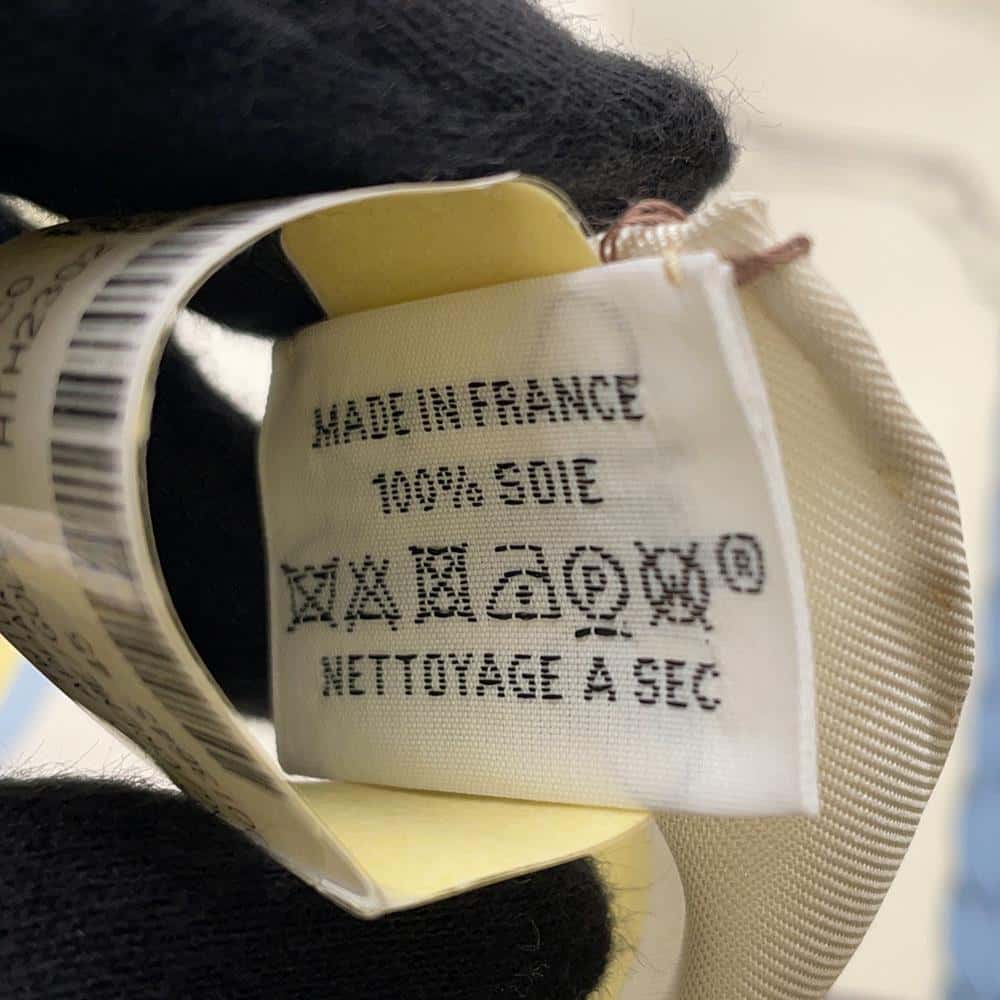 MADE IN FRANCE
100% SOIE
Ⓡ
NETTOYAGE A SEC